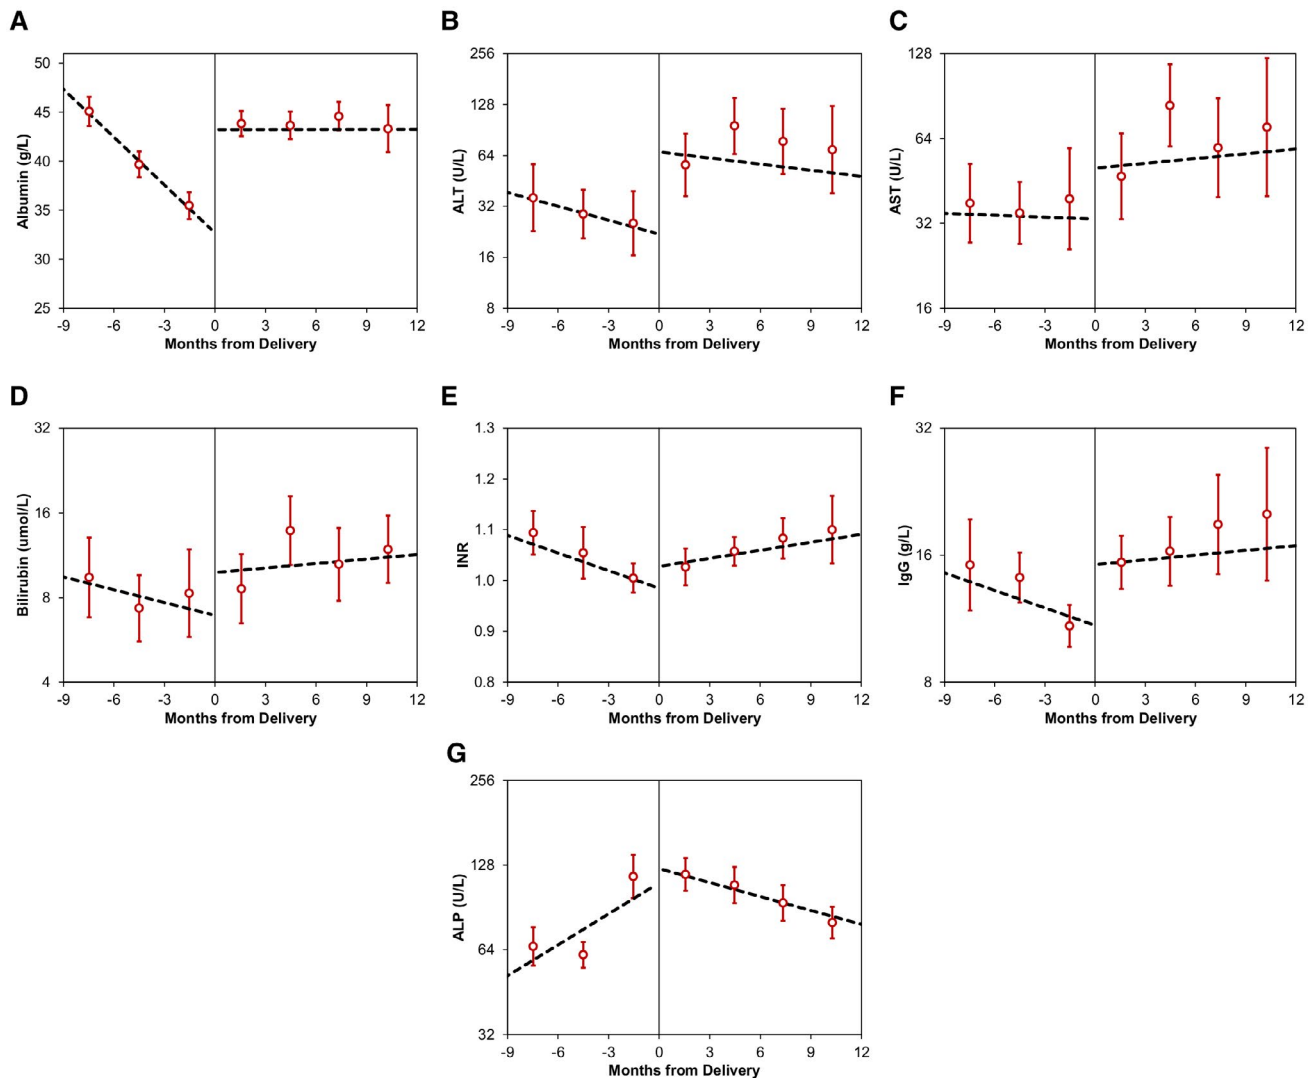 A
B
C
Albumin (g/L)
50
45
40
35
30
25
-9 -6 -3 0 3 6 9 12
Months from Delivery
ALT (U/L)
256
128
64
32
16
8
-9 -6 -3 0 3 6 9 12
Months from Delivery
AST (U/L)
128
64
32
16
-9 -6 -3 0 3 6 9 12
Months from Delivery
D
E
F
Bilirubin (umol/L)
32
16
8
4
-9 -6 -3 0 3 6 9 12
Months from Delivery
INR
1.3
1.2
1.1
1.0
0.9
0.8
-9 -6 -3 0 3 6 9 12
Months from Delivery
IgG (g/L)
32
16
8
-9 -6 -3 0 3 6 9 12
Months from Delivery
G
ALP (U/L)
256
128
64
32
-9 -6 -3 0 3 6 9 12
Months from Delivery